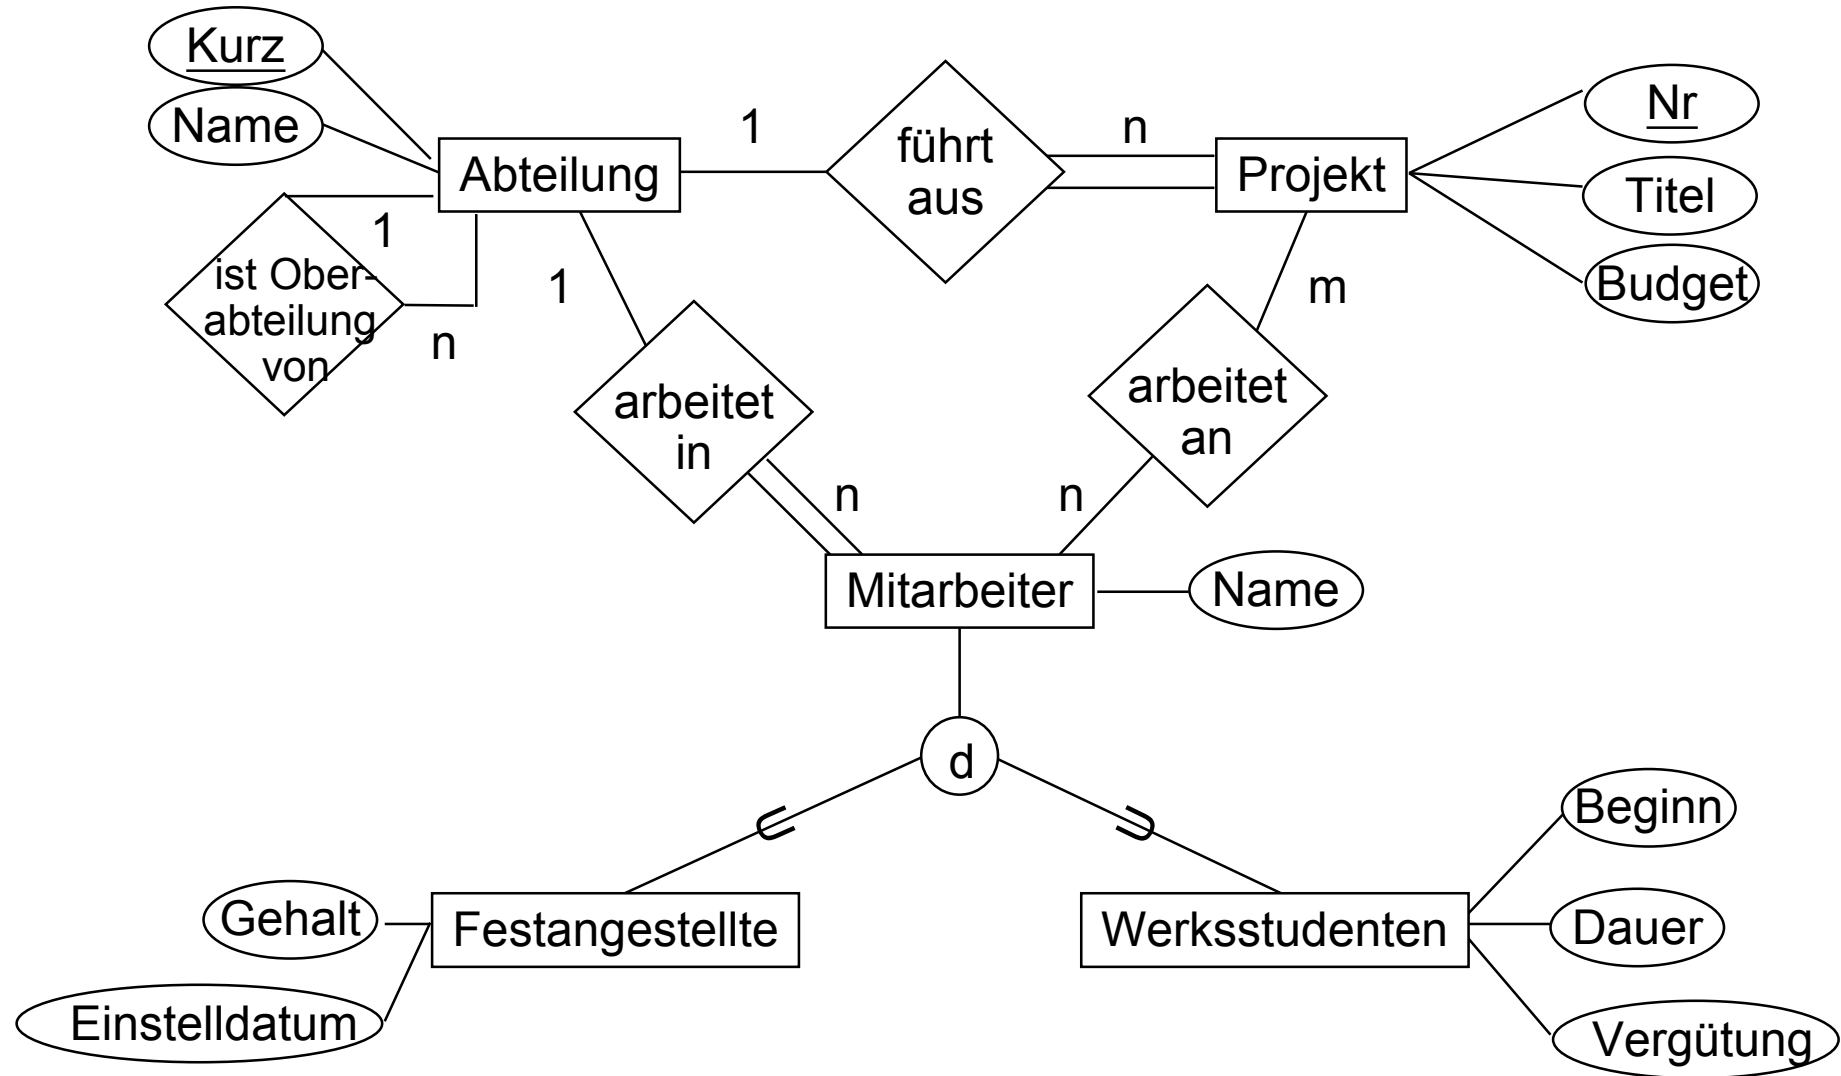 Kurz
Name
Abteilung
1
führt
aus
n
Projekt
Nr
Titel
Budget
1
ist Ober-
abteilung
von
n
1
arbeitet
in
n
m
arbeitet
an
n
Mitarbeiter
Name
d
Gehalt
Einstelldatum
Festangestellte
Werksstudenten
Beginn
Dauer
Vergütung